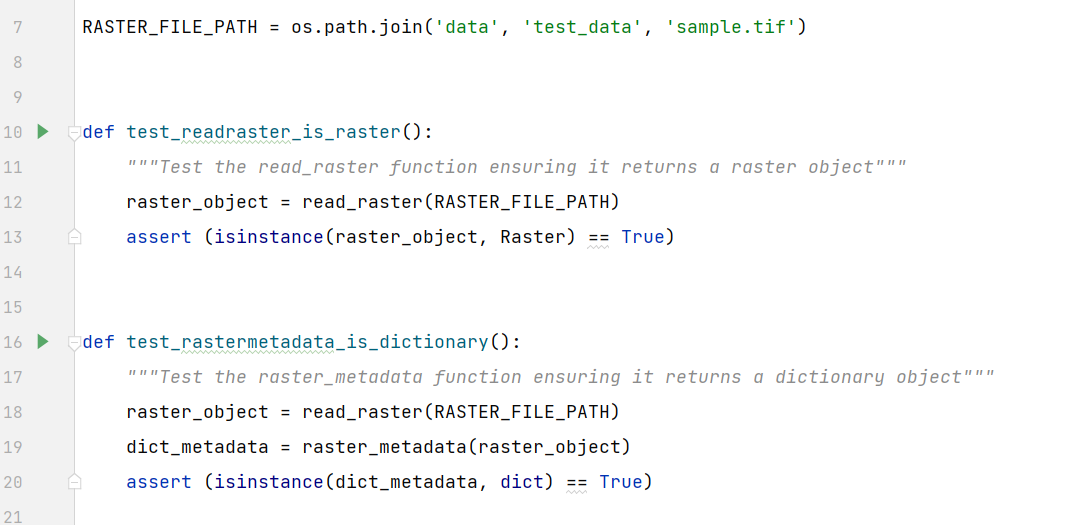 7 RASTER_FILE_PATH = os.path.join('data', 'test_data', 'sample.tif')
8
9
10 def test_readraster_is_raster():
11     """Test the read_raster function ensuring it returns a raster object"""
12     raster_object = read_raster(RASTER_FILE_PATH)
13     assert (isinstance(raster_object, Raster) == True)
14
15
16 def test_rastermetadata_is_dictionary():
17     """Test the raster_metadata function ensuring it returns a dictionary object"""
18     raster_object = read_raster(RASTER_FILE_PATH)
19     dict_metadata = raster_metadata(raster_object)
20     assert (isinstance(dict_metadata, dict) == True)
21